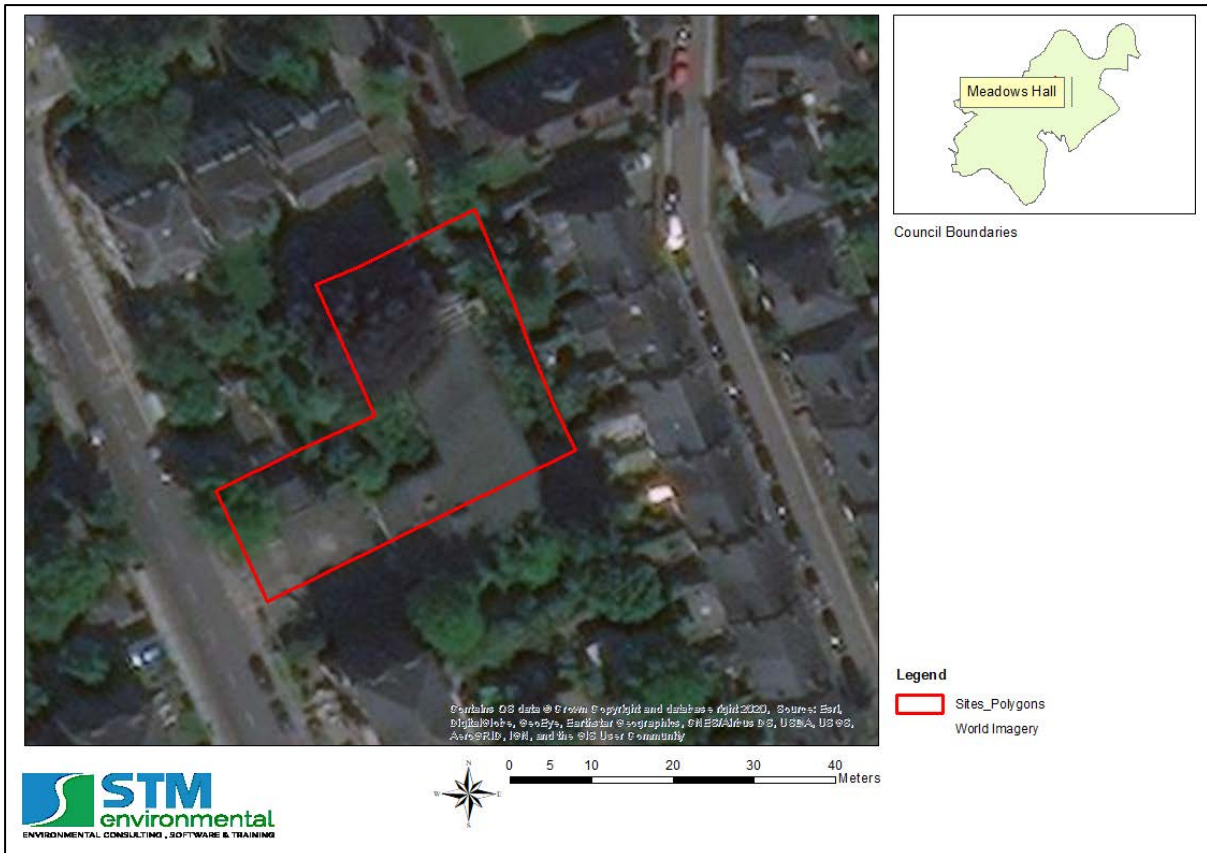 Meadows Hall
Council Boundaries
Contains OS data © Crown Copyright and database right 2020, Source: Esri,
DigitalGlobe, GeoEye, Earthstar Geographics, CNES/Airbus DS, USDA, USGS,
AeroGRID, IGN, and the GIS User Community
Legend
Sites_Polygons
World Imagery
N
W E
S
0 5 10 20 30 40
Meters
STM
environmental
ENVIRONMENTAL CONSULTING , SOFTWARE & TRAINING